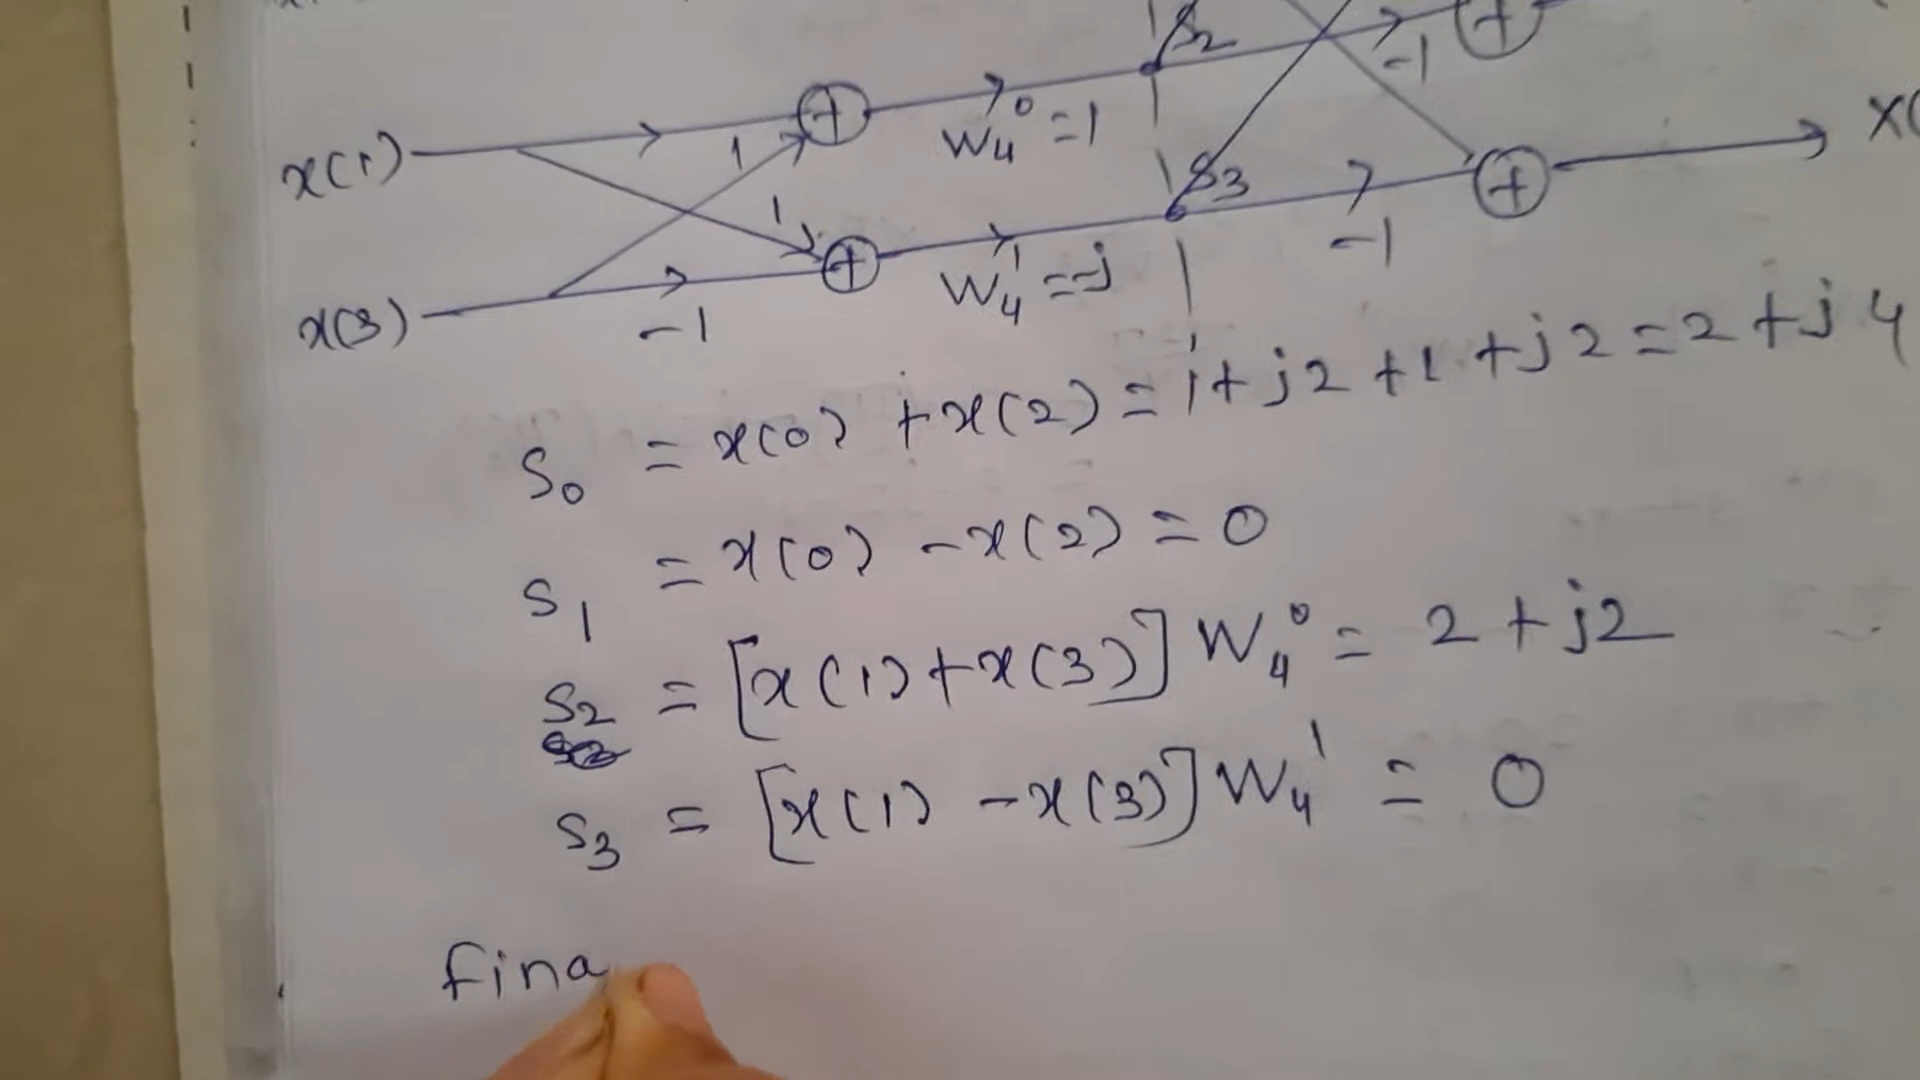 S2
-1
x(1)
1
W4^0 = 1
X(
1
S3
x(3)
-1
W4^1 = -j
-1
S0 = x(0) + x(2) = 1 + j2 + 1 + j2 = 2 + j4
S1 = x(0) - x(2) = 0
S2 = [x(1) + x(3)] W4^0 = 2 + j2
S3 = [x(1) - x(3)] W4^1 = 0
fina